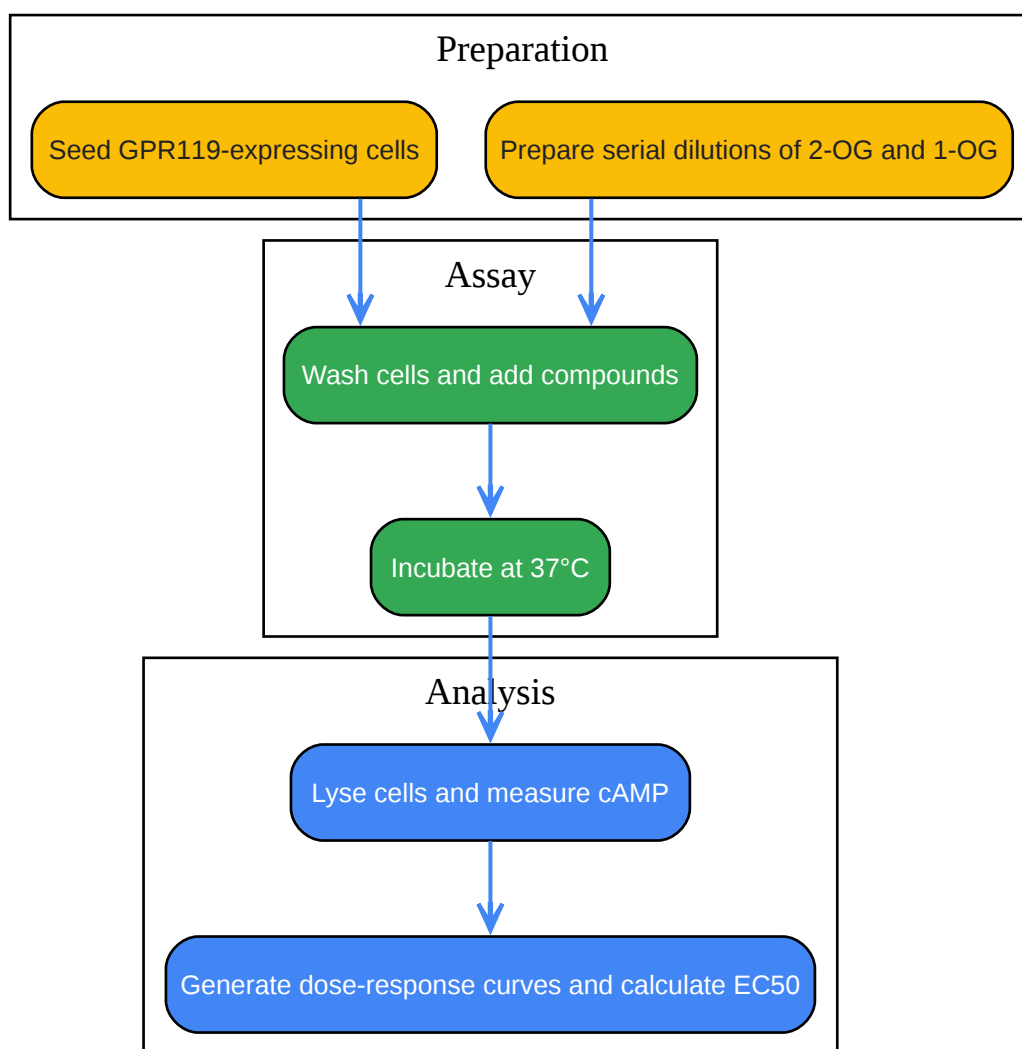 Preparation
Seed GPR119-expressing cells
Prepare serial dilutions of 2-OG and 1-OG
Assay
Wash cells and add compounds
Incubate at 37°C
Analysis
Lyse cells and measure cAMP
Generate dose-response curves and calculate EC50